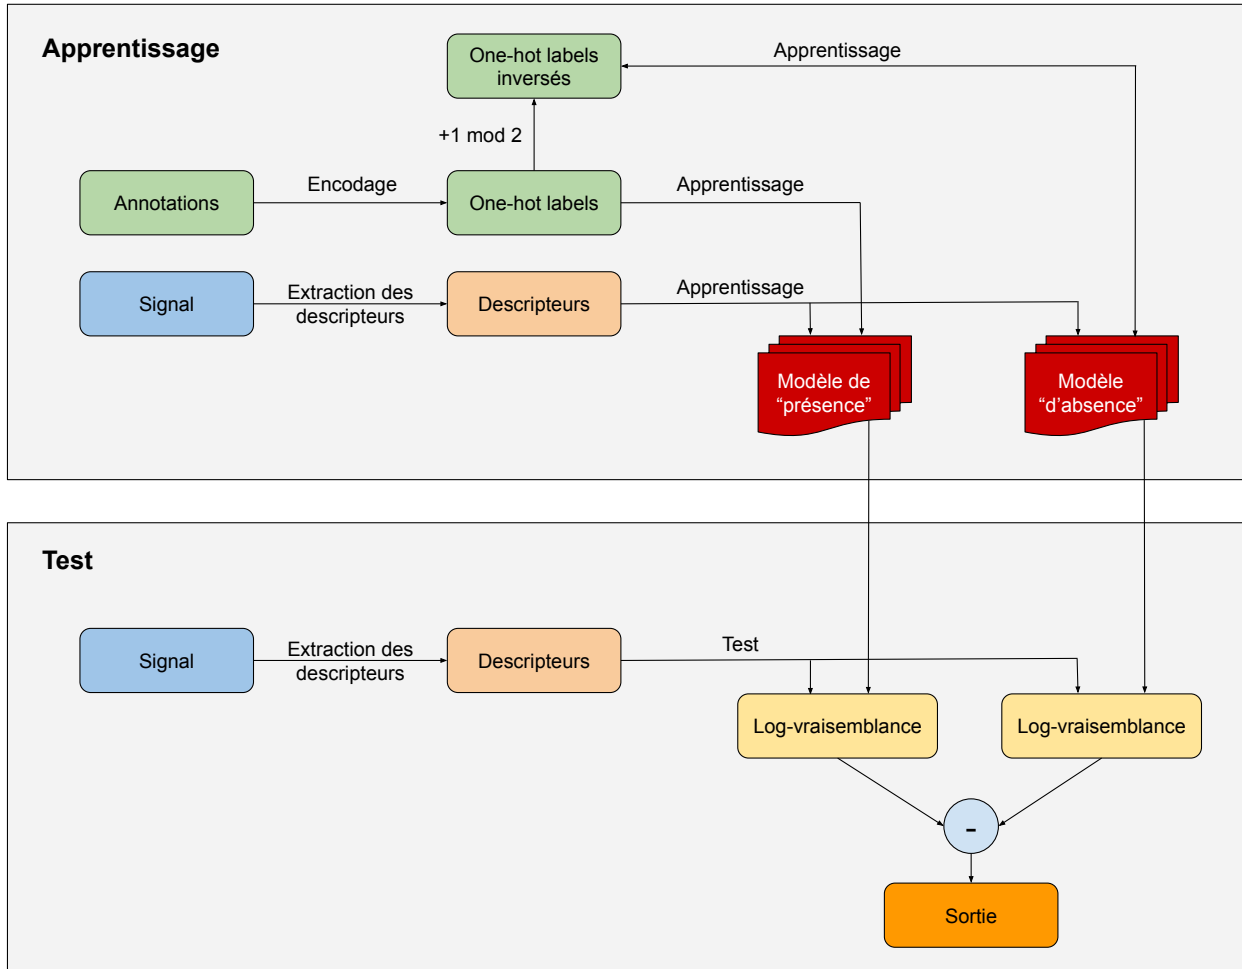 Apprentissage
One-hot labels
inversés
Apprentissage
+1 mod 2
Annotations
Encodage
One-hot labels
Apprentissage
Signal
Extraction des
descripteurs
Descripteurs
Apprentissage
Modèle de
“présence”
Modèle
“d’absence”
Test
Signal
Extraction des
descripteurs
Descripteurs
Test
Log-vraisemblance
Log-vraisemblance
-
Sortie